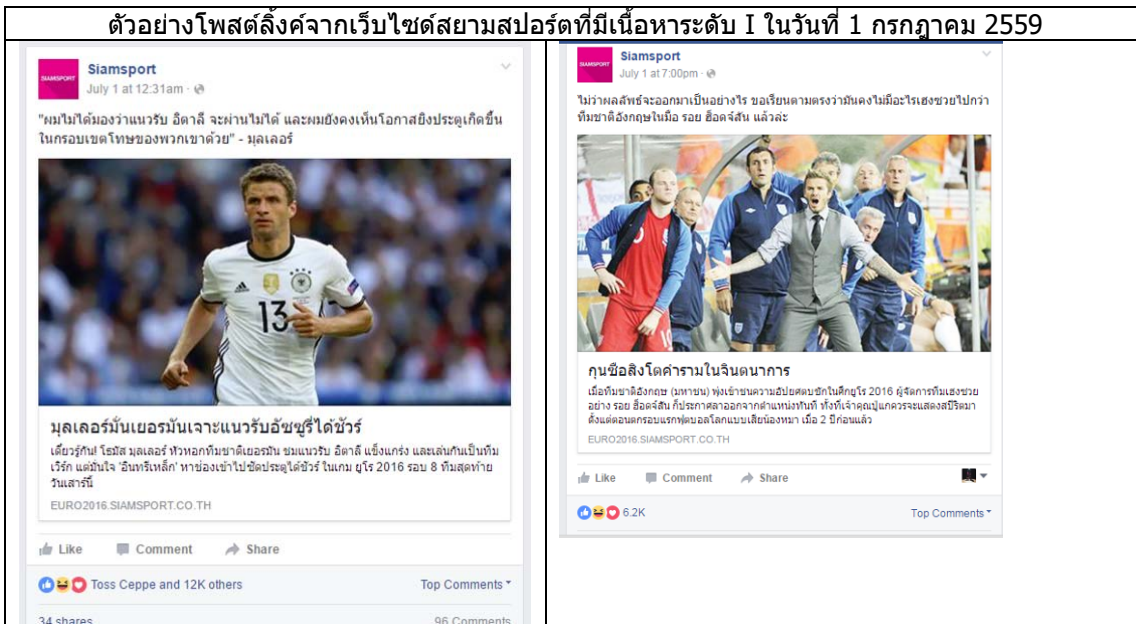 ตัวอย่างโพสต์ลิ้งค์จากเว็บไซด์สยามสปอร์ตที่มีเนื้อหาระดับ I ในวันที่ 1 กรกฎาคม 2559
SIAMSPORT
Siamsport
July 1 at 12:31am
"ผมไม่ได้มองว่าแนวรับ อิตาลี จะผ่านไม่ได้ และผมยังคงเห็นโอกาสยิงประตูเกิดขึ้น
ในกรอบเขตโทษของพวกเขาด้วย" - มุลเลอร์
13
มุลเลอร์มั่นเยอรมันเจาะแนวรับอัซซูรี่ได้ชัวร์
เดี๋ยวรู้กัน! โธมัส มุลเลอร์ หัวหอกทีมชาติเยอรมัน ชมแนวรับ อิตาลี แข็งแกร่ง และเล่นกันเป็นทีม
เวิร์ก แต่มั่นใจ 'อินทรีเหล็ก' หาช่องเข้าไปซัดประตูได้ชัวร์ ในเกม ยูโร 2016 รอบ 8 ทีมสุดท้าย
วันเสาร์นี้
EURO2016.SIAMSPORT.CO.TH
Like Comment Share
Toss Ceppe and 12K others Top Comments
34 shares 96 Comments
SIAMSPORT
Siamsport
July 1 at 7:00pm
ไม่ว่าผลลัพธ์จะออกมาเป็นอย่างไร ขอเรียนตามตรงว่ามันคงไม่มีอะไรเฮงซวยไปกว่า
ทีมชาติอังกฤษในมือ รอย ฮ็อดจ์สัน แล้วล่ะ
กุนซือสิงโตคำรามในจินตนาการ
เมื่อทีมชาติอังกฤษ (มหาชน) พุ่งเข้าชนความอัปยศบชักในศึกยูโร 2016 ผู้จัดการทีมเฮงซวย
อย่าง รอย ฮ็อดจ์สัน ก็ประกาศลาออกจากตำแหน่งทันที ทั้งที่เจ้าคุณปู่แกควรจะแสดงสปิริตมา
ตั้งแต่ตอนตกรอบแรกฟุตบอลโลกแบบเสียน้องหมา เมื่อ 2 ปีก่อนแล้ว
EURO2016.SIAMSPORT.CO.TH
Like Comment Share
6.2K Top Comments